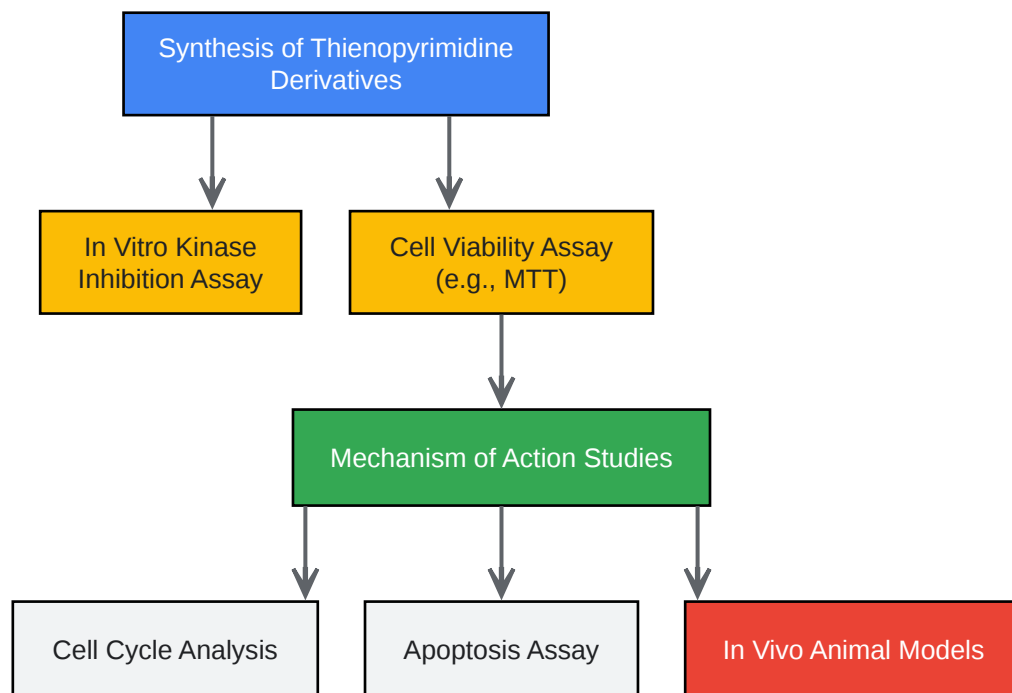 Synthesis of Thienopyrimidine
Derivatives
In Vitro Kinase
Inhibition Assay
Cell Viability Assay
(e.g., MTT)
Mechanism of Action Studies
Cell Cycle Analysis
Apoptosis Assay
In Vivo Animal Models